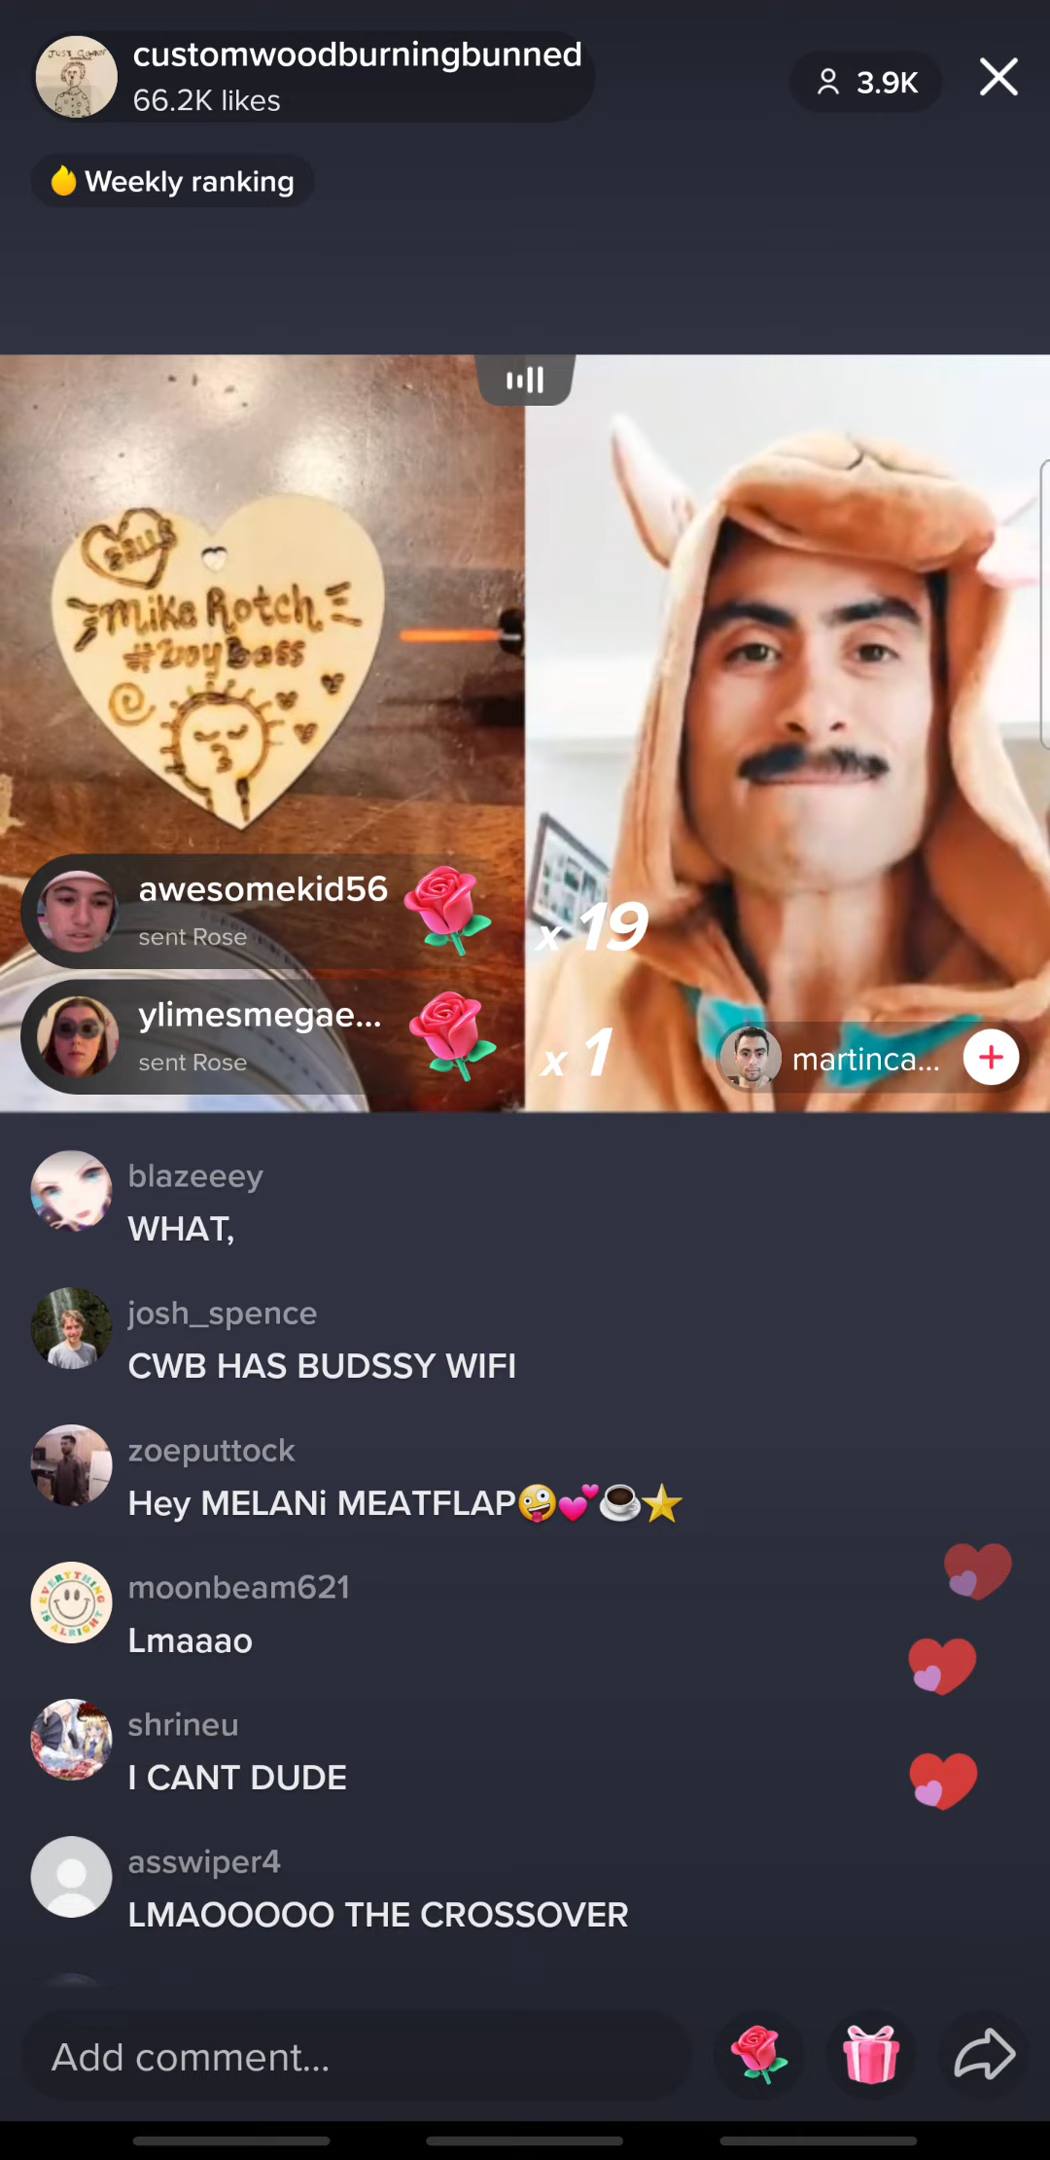 customwoodburningbunned
66.2K likes
3.9K
Weekly ranking
Mike Rotch
awesomekid56
sent Rose
x 19
ylimesmegae...
sent Rose
x 1
martinca...
blazeeey
WHAT,
josh_spence
CWB HAS BUDSSY WIFI
zoeputtock
Hey MELANi MEATFLAP🤪💕☕⭐
moonbeam621
Lmaaao
shrineu
I CANT DUDE
asswiper4
LMAOOOOO THE CROSSOVER
Add comment...